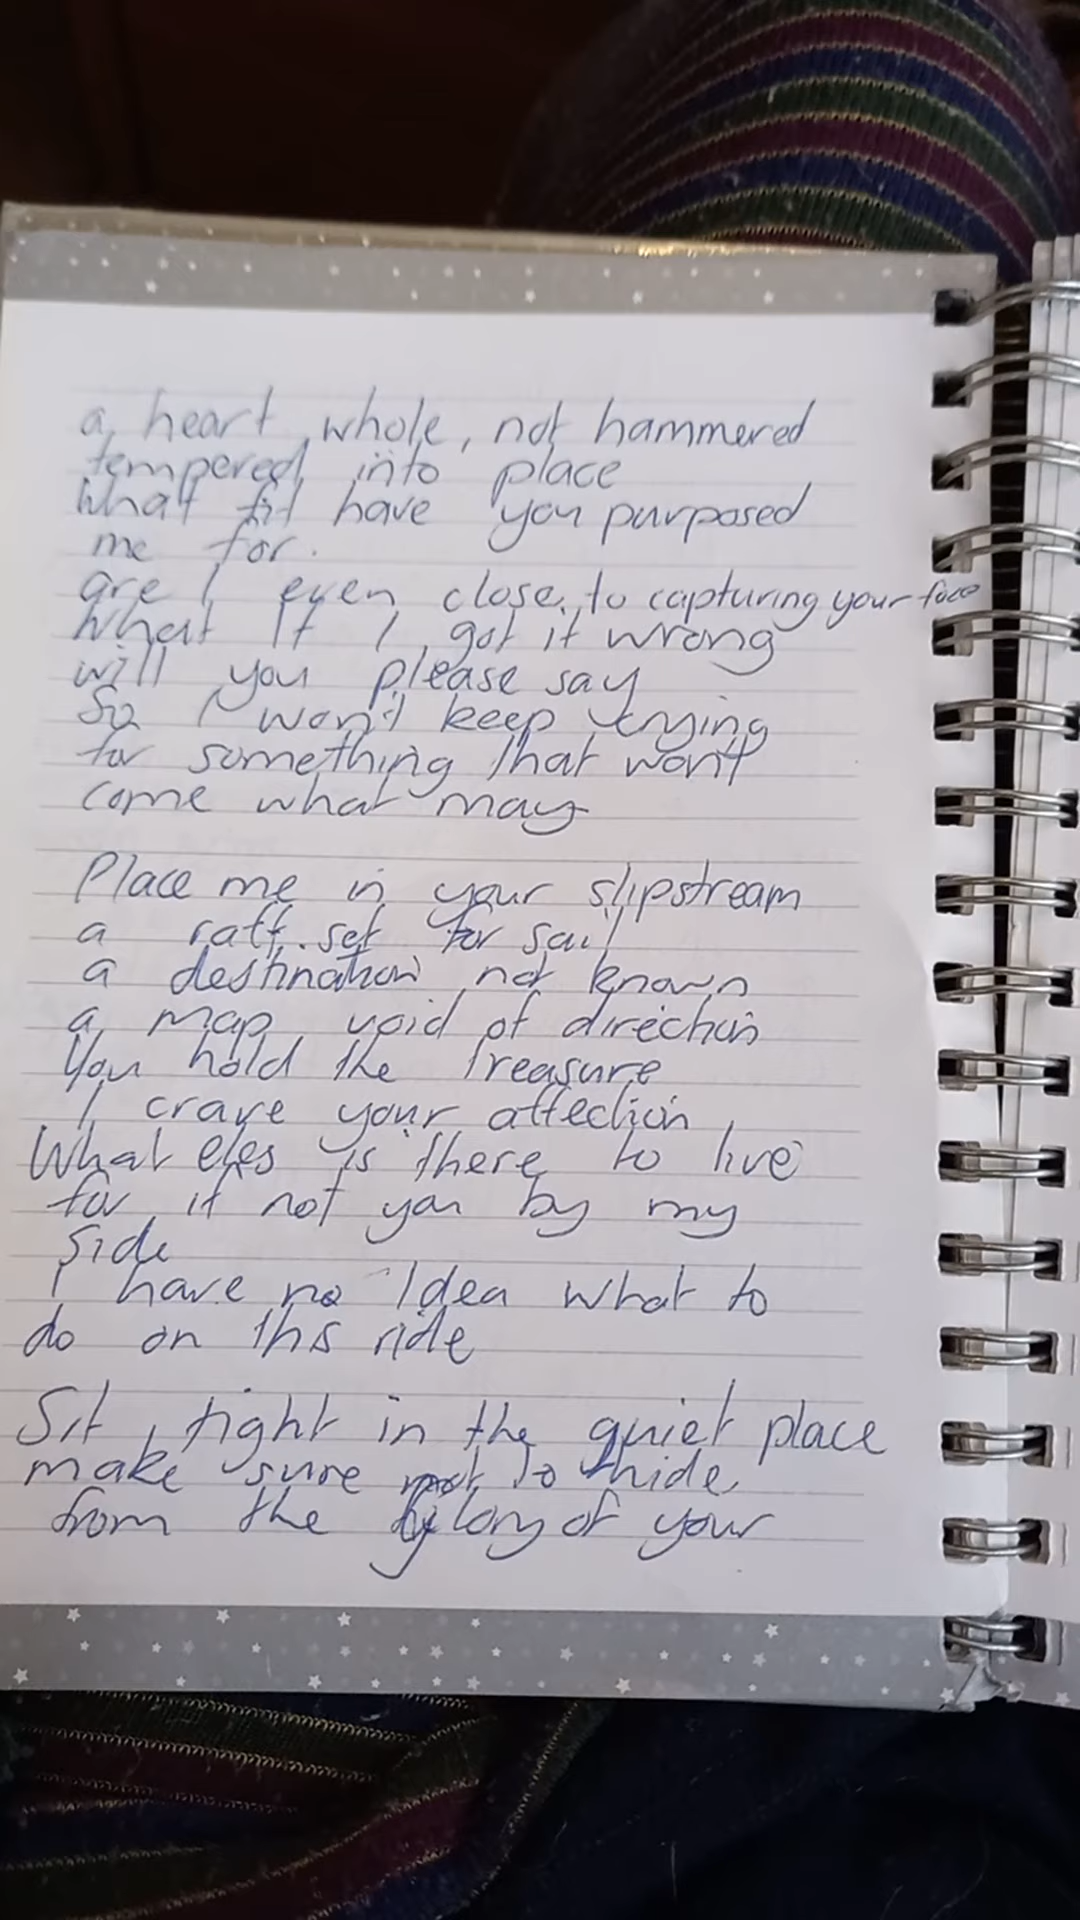 a heart whole, not hammered
tempered into place
What fit have you purposed
me for.
are I even close to capturing your face
What If I got it wrong
will you please say
So I won't keep trying
for something that won't
come what may
Place me in your slipstream
a raft set for sail
a destination not known
a map void of direction
You hold the treasure
I crave your affection
What eles is there to live
for if not you by my
side
I have no Idea what to
do on this ride
Sit tight in the quiet place
make sure not to hide
from the of your